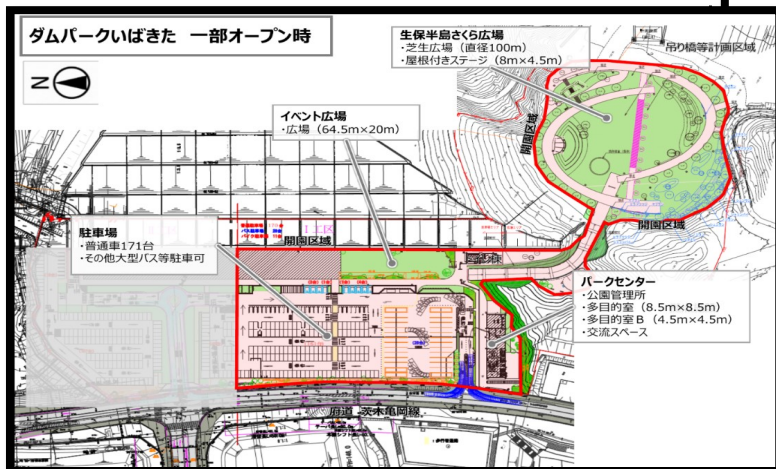 ダムパークいばきた 一部オープン時
N
生保半島さくら広場
・芝生広場（直径100m）
・屋根付きステージ（8m×4.5m）
吊り橋等計画区域
イベント広場
・広場（64.5m×20m）
開園区域
駐車場
・普通車171台
・その他大型バス等駐車可
工区
開園区域
開園区域
パークセンター
・公園管理所
・多目的室（8.5m×8.5m）
・多目的室B（4.5m×4.5m）
・交流スペース
府道 茨木亀岡線